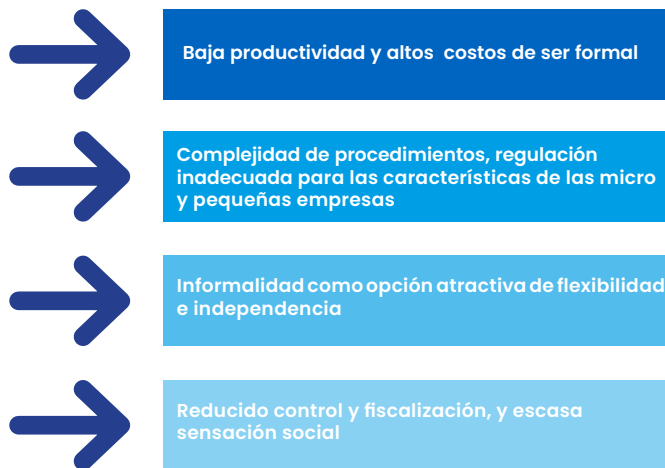 Baja productividad y altos costos de ser formal
Complejidad de procedimientos, regulación
inadecuada para las características de las micro
y pequeñas empresas
Informalidad como opción atractiva de flexibilidad
e independencia
Reducido control y fiscalización, y escasa
sensación social